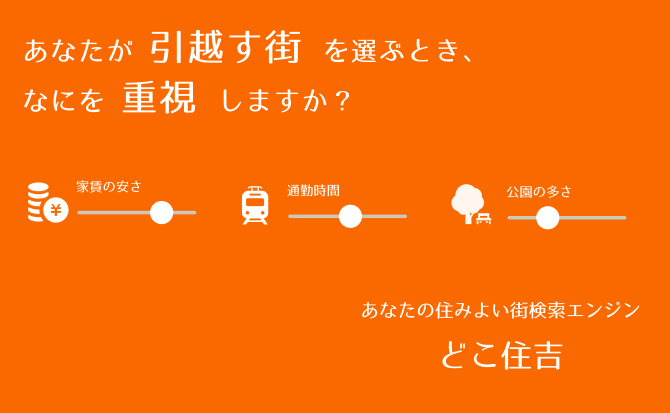 あなたが 引越す街 を選ぶとき、
なにを 重視 しますか？
家賃の安さ
通勤時間
公園の多さ
¥
あなたの住みよい街検索エンジン
どこ住吉